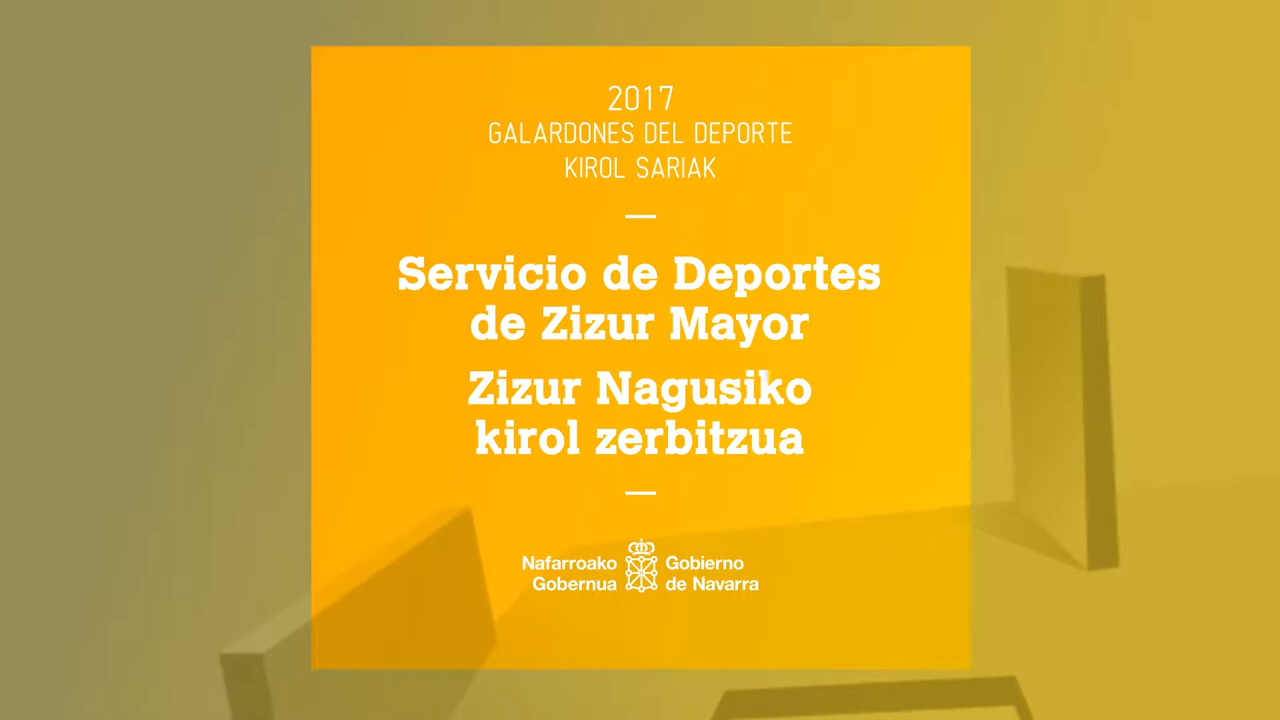 2017
GALARDONES DEL DEPORTE
KIROL SARIAK
Servicio de Deportes
de Zizur Mayor
Zizur Nagusiko
kirol zerbitzua
Nafarroako
Gobernua
Gobierno
de Navarra